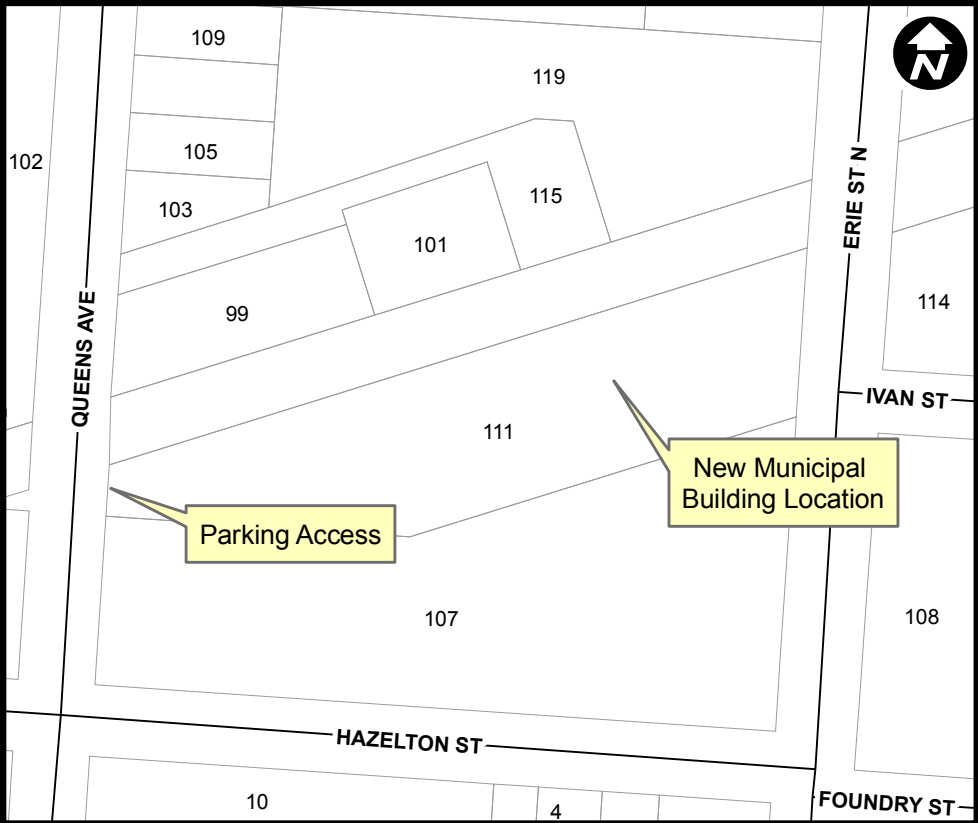 109
N
119
105
102
103
115
ERIE ST N
101
99
114
QUEENS AVE
IVAN ST
111
New Municipal
Building Location
Parking Access
107
108
HAZELTON ST
10
4
FOUNDRY ST